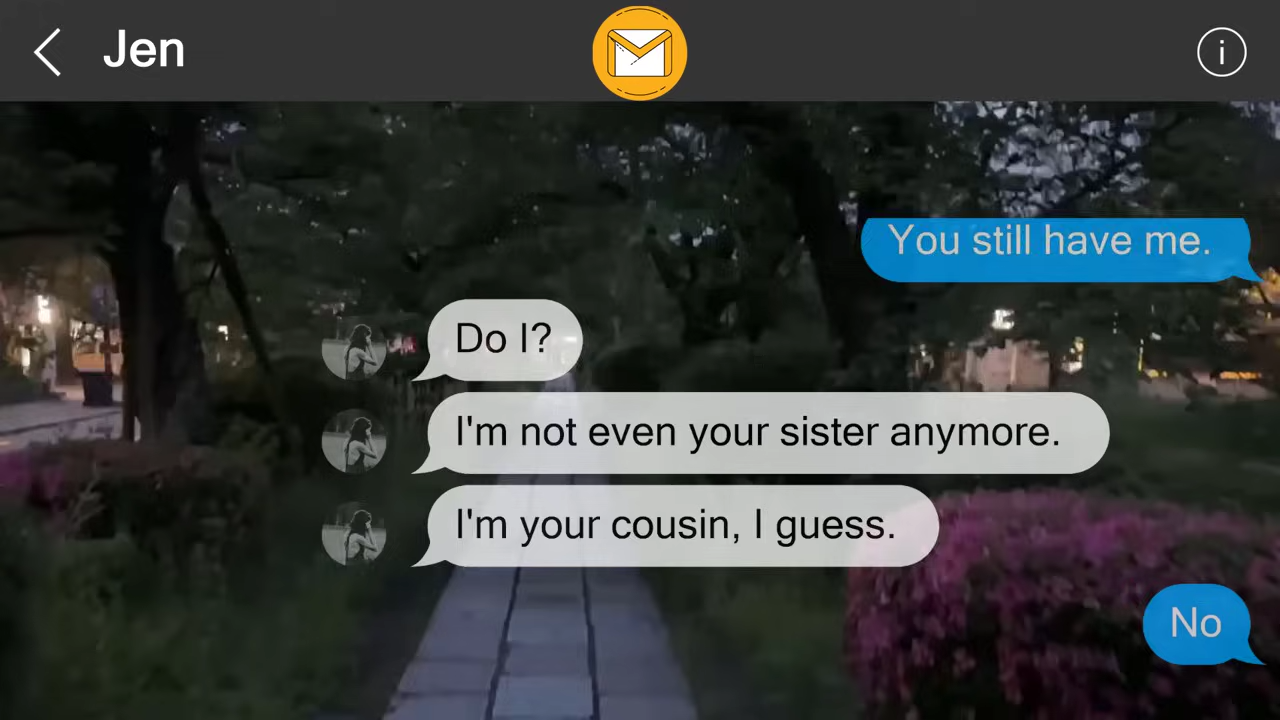 Jen
You still have me.
Do I?
I'm not even your sister anymore.
I'm your cousin, I guess.
No